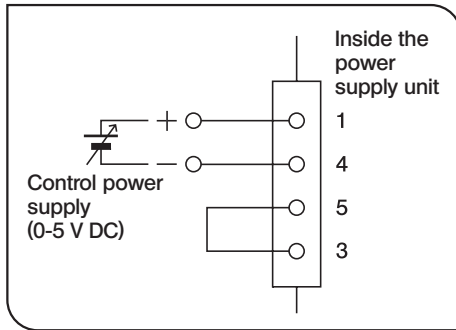 Inside the
power
supply unit
+
1
−
4
Control power
supply
(0-5 V DC)
5
3